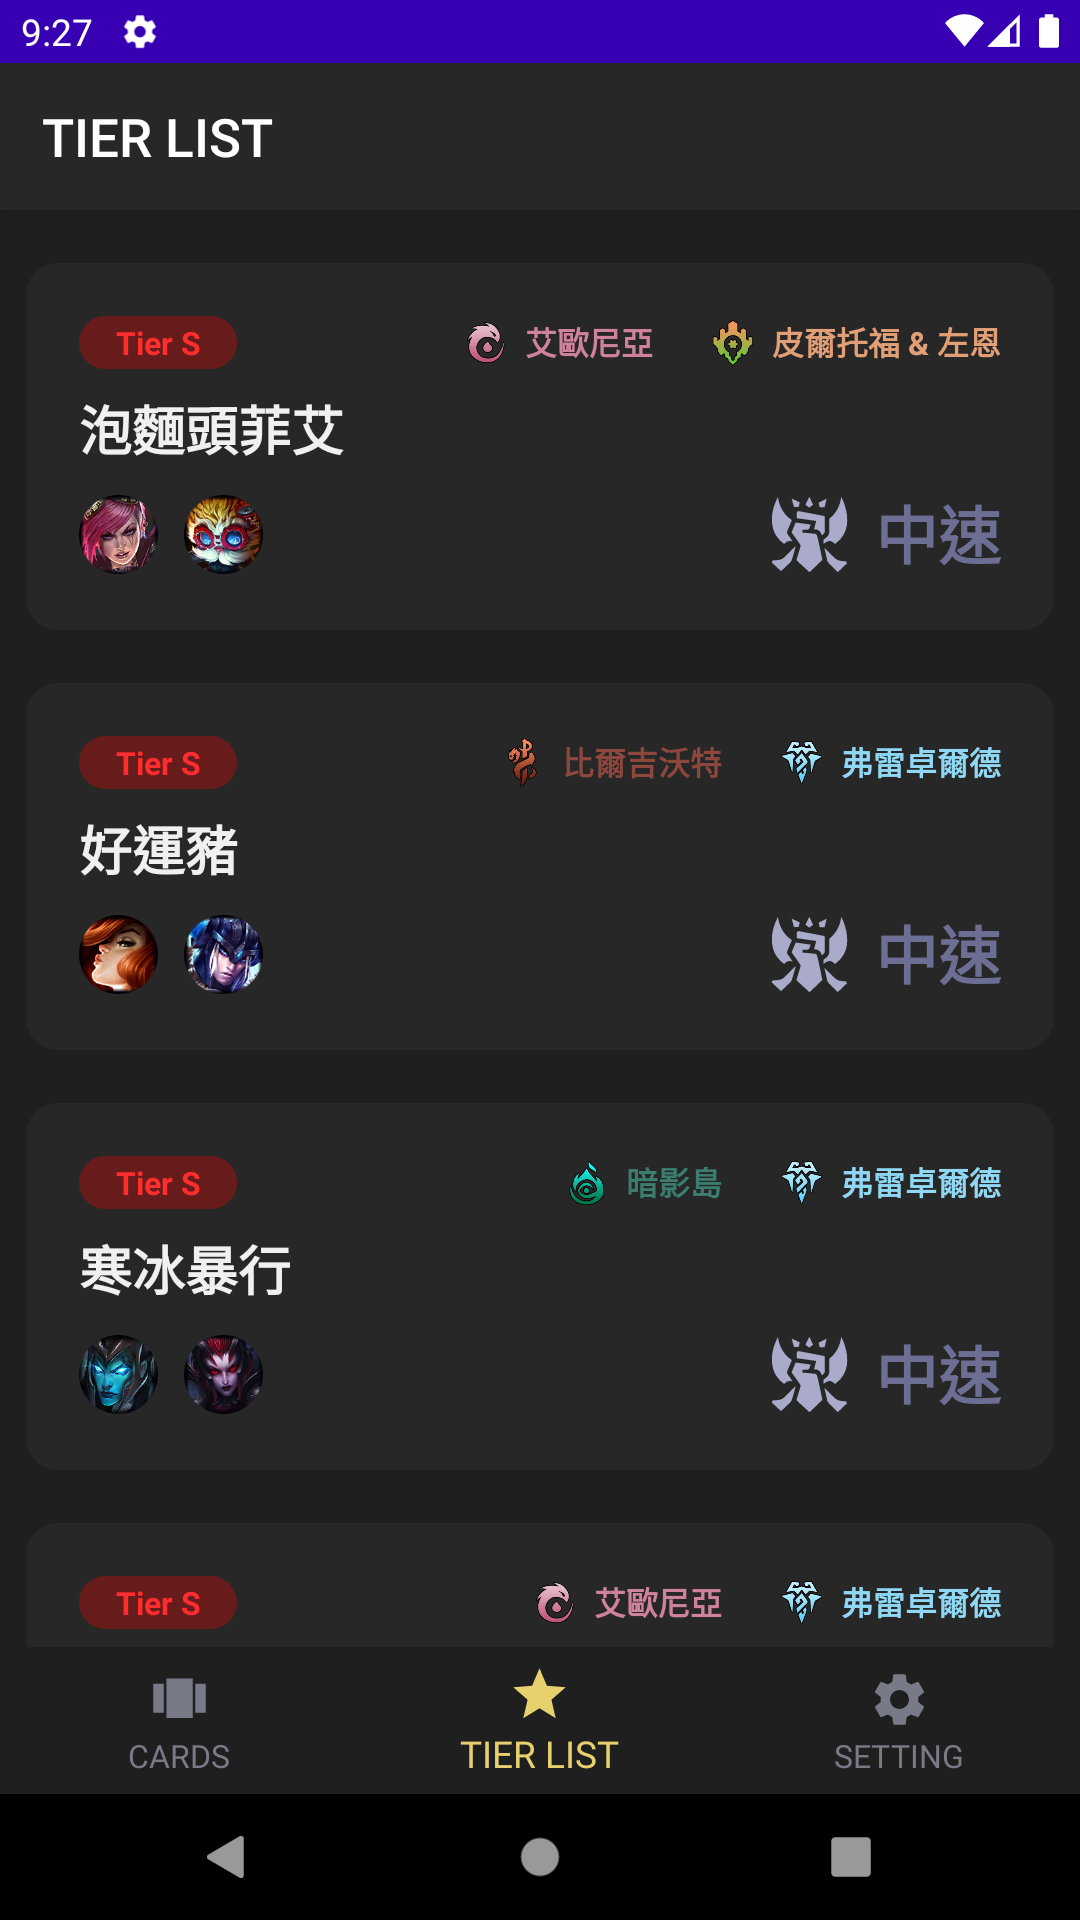 9:27
TIER LIST
Tier S 艾歐尼亞 皮爾托福 & 左恩
泡麵頭菲艾
中速
Tier S 比爾吉沃特 弗雷卓爾德
好運豬
中速
Tier S 暗影島 弗雷卓爾德
寒冰暴行
中速
Tier S 艾歐尼亞 弗雷卓爾德
CARDS TIER LIST SETTING